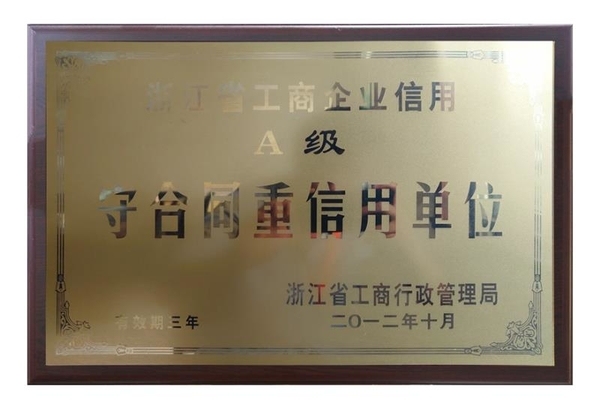 浙江省工商企业信用
A 级
守合同重信用单位
浙江省工商行政管理局
有效期三年 二〇一二年十月